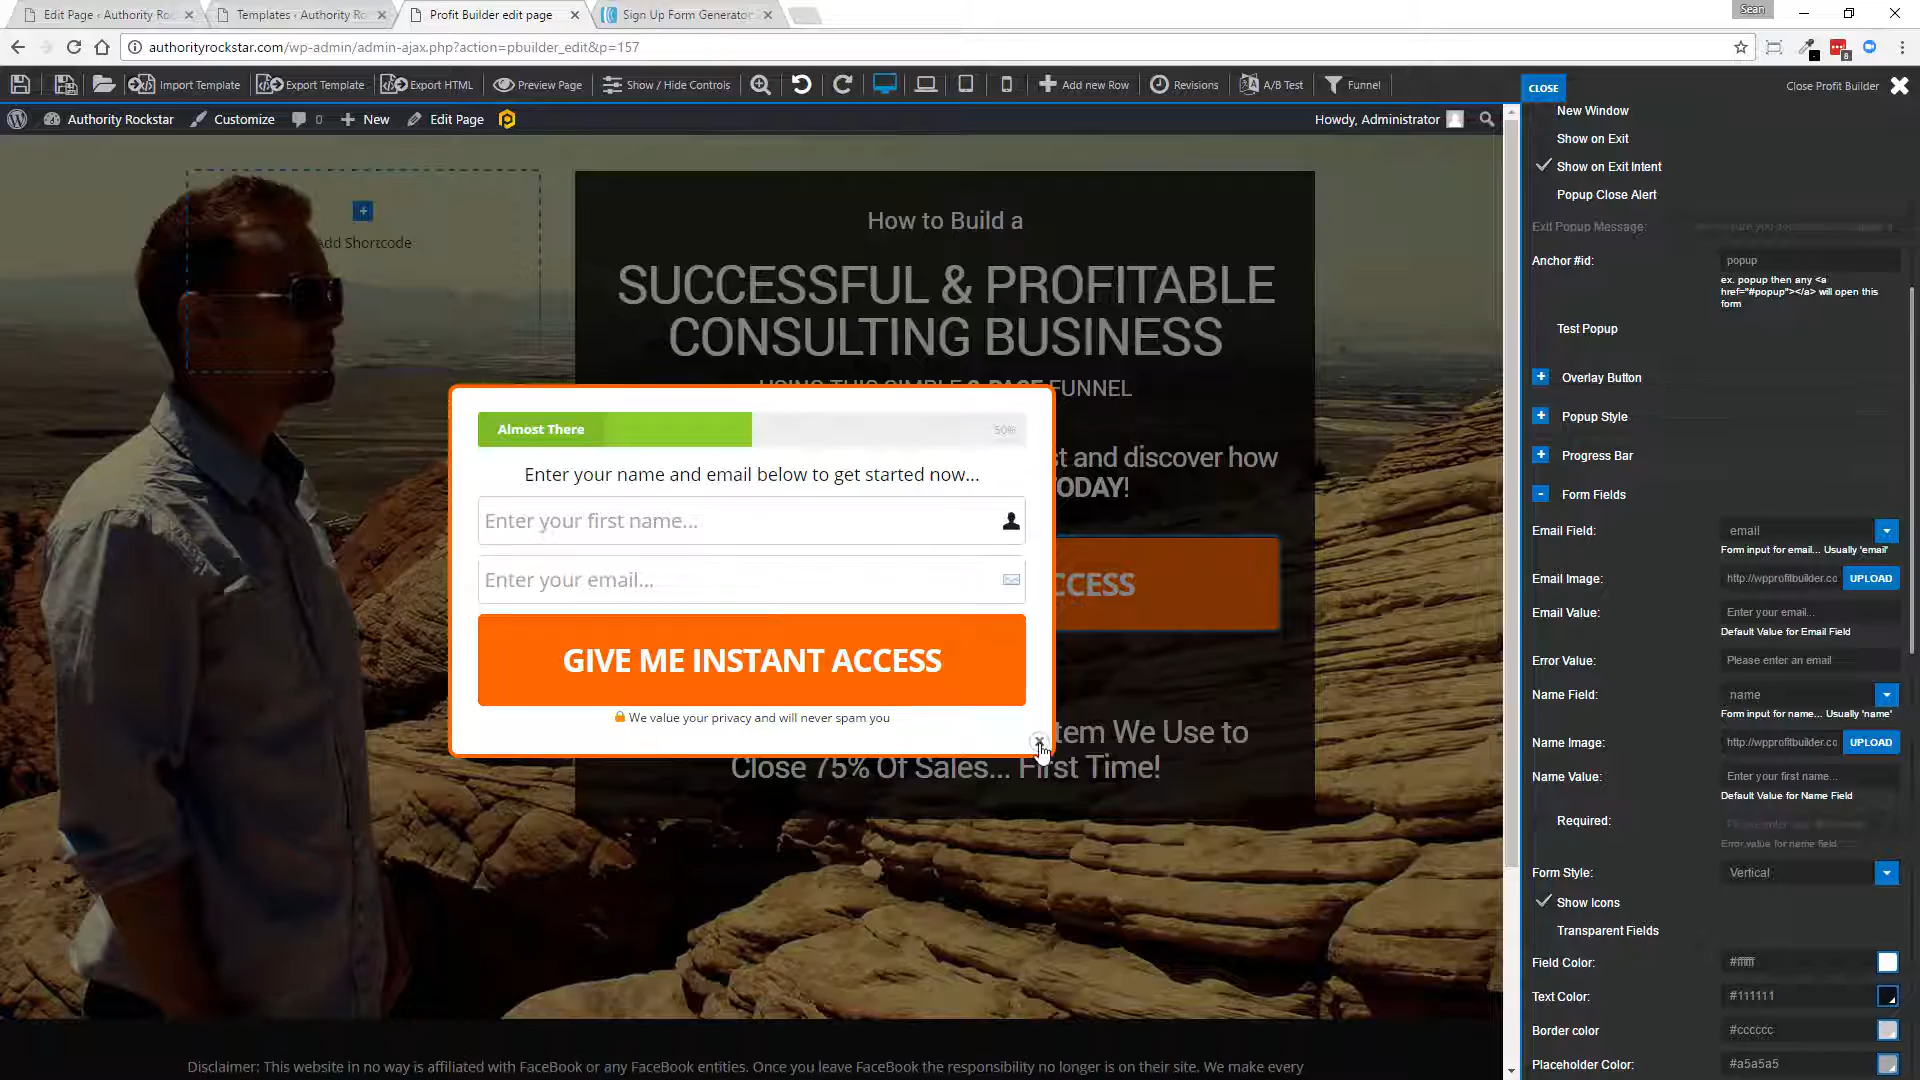 Edit Page ‹ Authority Ro
Templates ‹ Authority Ro
Profit Builder edit page
Sign Up Form Generator
Sean
authorityrockstar.com/wp-admin/admin-ajax.php?action=pbuilder_edit&p=157
Import Template
Export Template
Export HTML
Preview Page
Show / Hide Controls
Add new Row
Revisions
A/B Test
Funnel
CLOSE
Close Profit Builder
Authority Rockstar
Customize
0
New
Edit Page
Howdy, Administrator
Add Shortcode
How to Build a
SUCCESSFUL & PROFITABLE
CONSULTING BUSINESS
USING THIS SIMPLE 2-PAGE FUNNEL
t and discover how
ODAY!
CCESS
tem We Use to
Close 75% Of Sales... First Time!
Almost There
50%
Enter your name and email below to get started now...
Enter your first name...
Enter your email...
GIVE ME INSTANT ACCESS
We value your privacy and will never spam you
Disclaimer: This website in no way is affiliated with FaceBook or any FaceBook entities. Once you leave FaceBook the responsibility no longer is on their site. We make every
New Window
Show on Exit
Show on Exit Intent
Popup Close Alert
Exit Popup Message:
Anchor #id:
popup
ex. popup then any <a
href="#popup"></a> will open this
form
Test Popup
Overlay Button
Popup Style
Progress Bar
Form Fields
Email Field:
email
Form input for email... Usually 'email'
Email Image:
http://wpprofitbuilder.co
UPLOAD
Email Value:
Enter your email...
Default Value for Email Field
Error Value:
Please enter an email
Name Field:
name
Form input for name... Usually 'name'
Name Image:
http://wpprofitbuilder.co
UPLOAD
Name Value:
Enter your first name...
Default Value for Name Field
Required:
Error value for name field
Form Style:
Vertical
Show Icons
Transparent Fields
Field Color:
#ffffff
Text Color:
#111111
Border color
#cccccc
Placeholder Color:
#a5a5a5